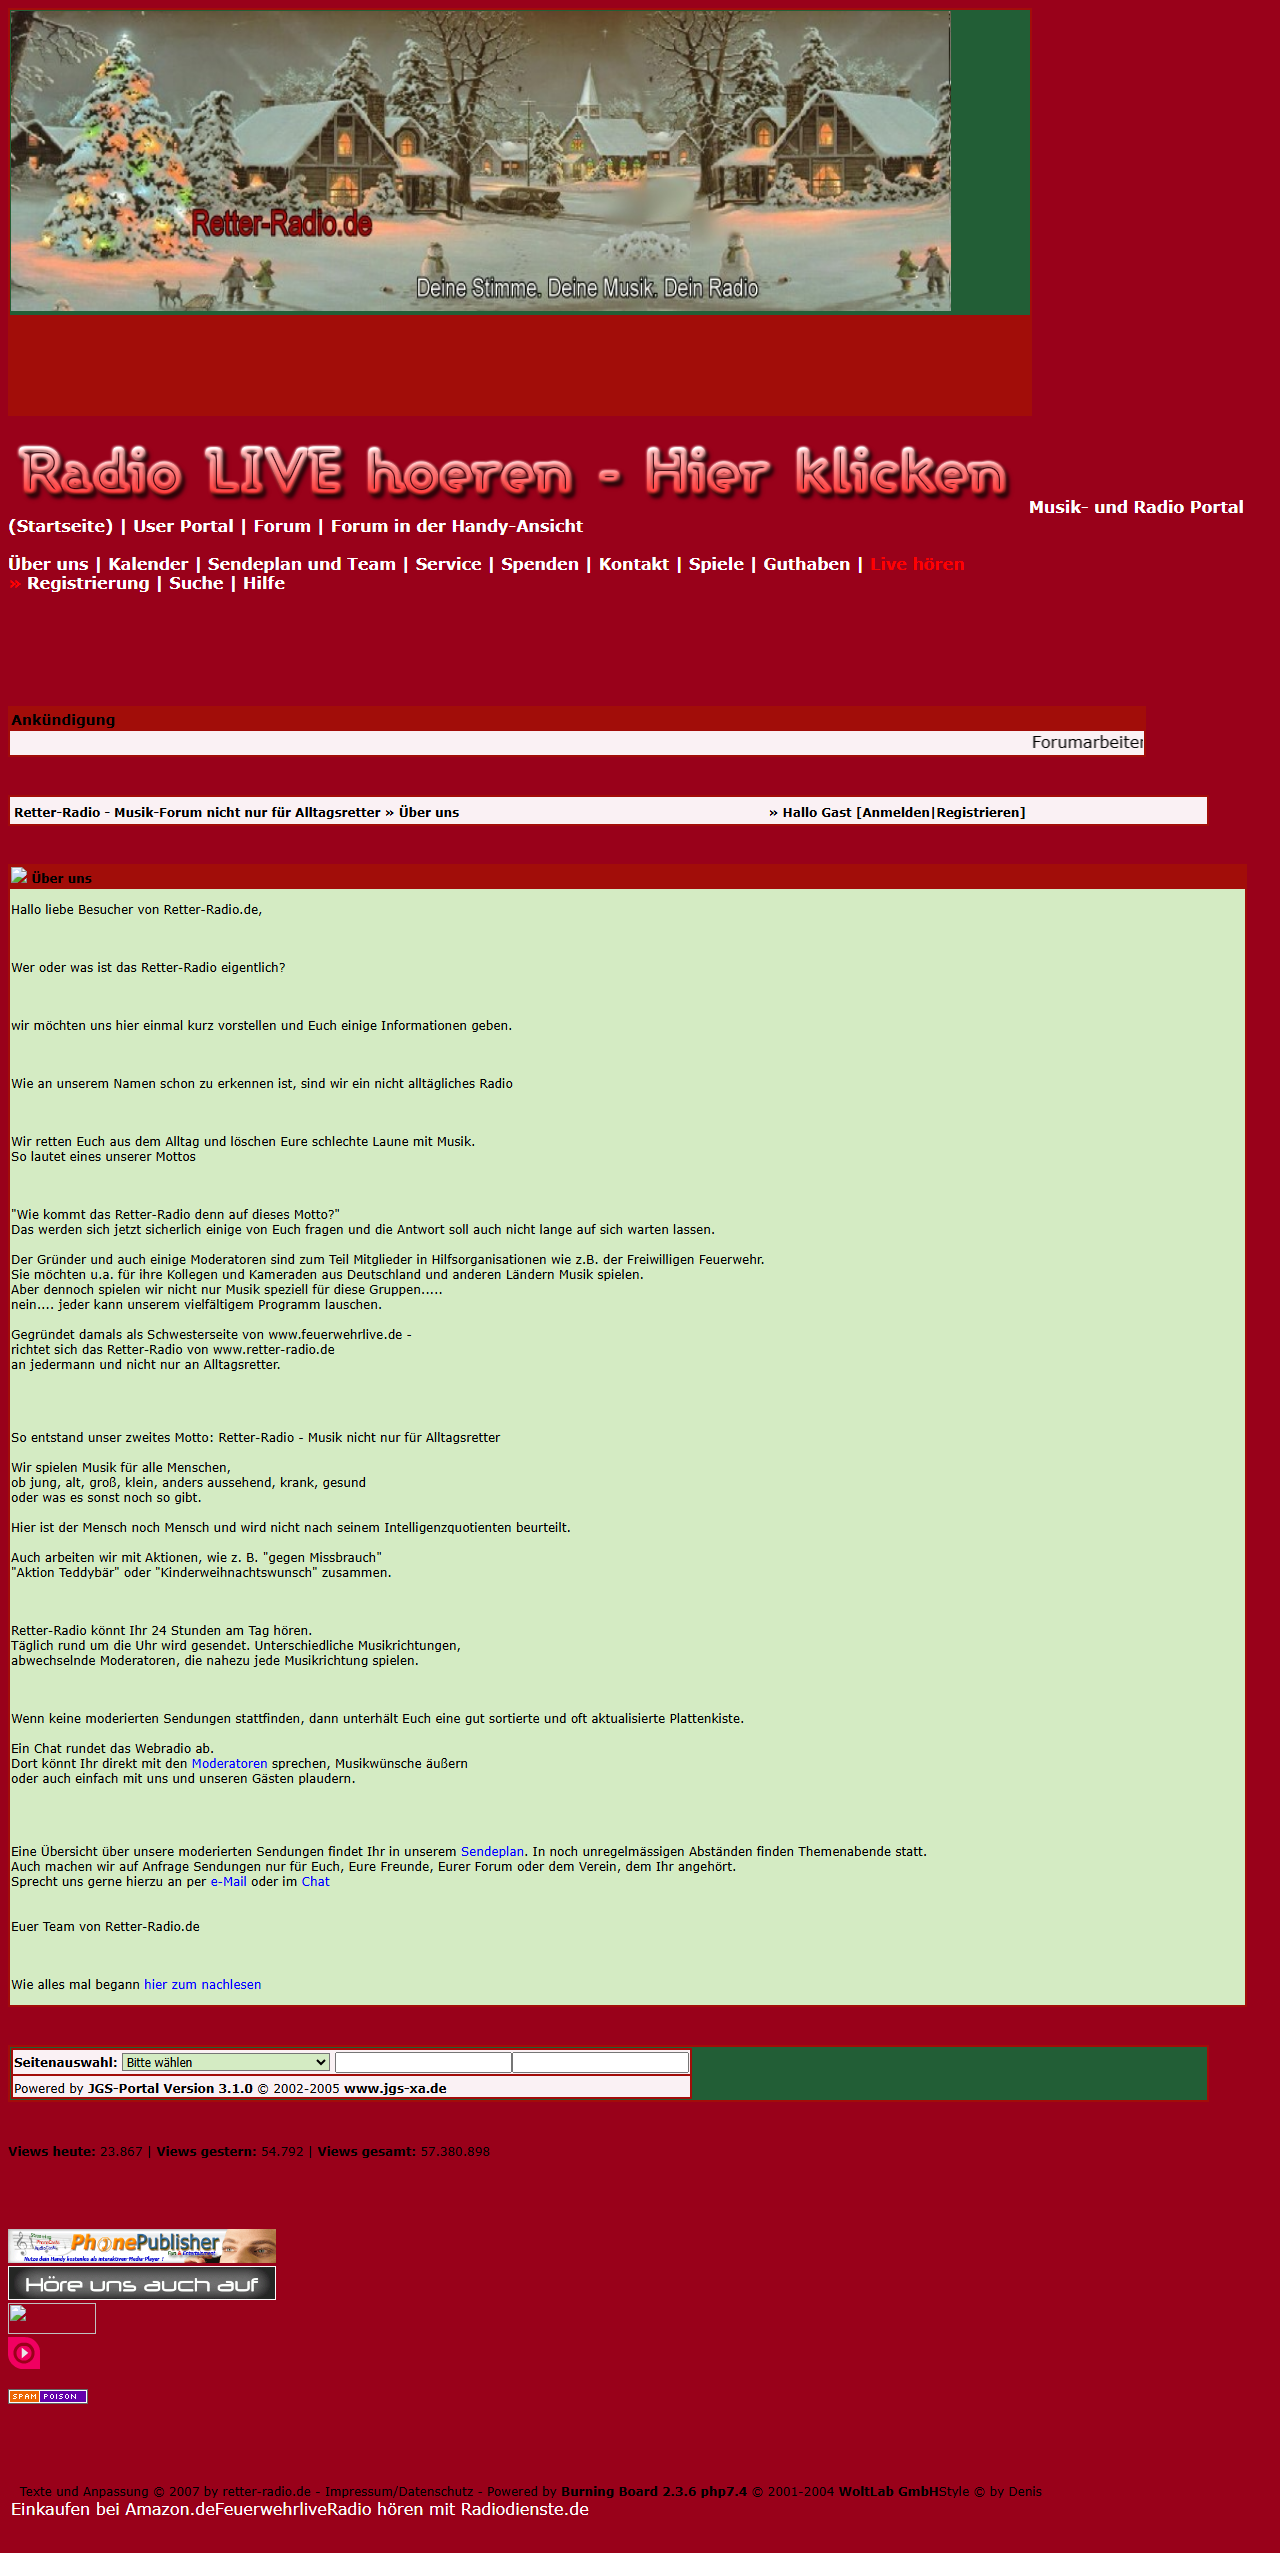 Retter-Radio.de
Deine Stimme. Deine Musik. Dein Radio
Radio LIVE hoeren - Hier klicken
Musik- und Radio Portal
(Startseite) | User Portal | Forum | Forum in der Handy-Ansicht
Über uns | Kalender | Sendeplan und Team | Service | Spenden | Kontakt | Spiele | Guthaben | Live hören
» Registrierung | Suche | Hilfe
Ankündigung
Forumarbeiten
Retter-Radio - Musik-Forum nicht nur für Alltagsretter » Über uns
» Hallo Gast [Anmelden|Registrieren]
Über uns
Hallo liebe Besucher von Retter-Radio.de,
Wer oder was ist das Retter-Radio eigentlich?
wir möchten uns hier einmal kurz vorstellen und Euch einige Informationen geben.
Wie an unserem Namen schon zu erkennen ist, sind wir ein nicht alltägliches Radio
Wir retten Euch aus dem Alltag und löschen Eure schlechte Laune mit Musik.
So lautet eines unserer Mottos
"Wie kommt das Retter-Radio denn auf dieses Motto?"
Das werden sich jetzt sicherlich einige von Euch fragen und die Antwort soll auch nicht lange auf sich warten lassen.
Der Gründer und auch einige Moderatoren sind zum Teil Mitglieder in Hilfsorganisationen wie z.B. der Freiwilligen Feuerwehr.
Sie möchten u.a. für ihre Kollegen und Kameraden aus Deutschland und anderen Ländern Musik spielen.
Aber dennoch spielen wir nicht nur Musik speziell für diese Gruppen.....
nein.... jeder kann unserem vielfältigem Programm lauschen.
Gegründet damals als Schwesterseite von www.feuerwehrlive.de -
richtet sich das Retter-Radio von www.retter-radio.de
an jedermann und nicht nur an Alltagsretter.
So entstand unser zweites Motto: Retter-Radio - Musik nicht nur für Alltagsretter
Wir spielen Musik für alle Menschen,
ob jung, alt, groß, klein, anders aussehend, krank, gesund
oder was es sonst noch so gibt.
Hier ist der Mensch noch Mensch und wird nicht nach seinem Intelligenzquotienten beurteilt.
Auch arbeiten wir mit Aktionen, wie z. B. "gegen Missbrauch"
"Aktion Teddybär" oder "Kinderweihnachtswunsch" zusammen.
Retter-Radio könnt Ihr 24 Stunden am Tag hören.
Täglich rund um die Uhr wird gesendet. Unterschiedliche Musikrichtungen,
abwechselnde Moderatoren, die nahezu jede Musikrichtung spielen.
Wenn keine moderierten Sendungen stattfinden, dann unterhält Euch eine gut sortierte und oft aktualisierte Plattenkiste.
Ein Chat rundet das Webradio ab.
Dort könnt Ihr direkt mit den Moderatoren sprechen, Musikwünsche äußern
oder auch einfach mit uns und unseren Gästen plaudern.
Eine Übersicht über unsere moderierten Sendungen findet Ihr in unserem Sendeplan. In noch unregelmässigen Abständen finden Themenabende statt.
Auch machen wir auf Anfrage Sendungen nur für Euch, Eure Freunde, Eurer Forum oder dem Verein, dem Ihr angehört.
Sprecht uns gerne hierzu an per e-Mail oder im Chat
Euer Team von Retter-Radio.de
Wie alles mal begann hier zum nachlesen
Seitenauswahl: Bitte wählen
Powered by JGS-Portal Version 3.1.0 © 2002-2005 www.jgs-xa.de
Views heute: 23.867 | Views gestern: 54.792 | Views gesamt: 57.380.898
PhonePublisher
Fun & Entertainment
Nutze dein Handy kostenlos als interaktiven Media Player !
Höre uns auch auf
SPAM POISON
Texte und Anpassung © 2007 by retter-radio.de - Impressum/Datenschutz - Powered by Burning Board 2.3.6 php7.4 © 2001-2004 WoltLab GmbHStyle © by Denis
Einkaufen bei Amazon.deFeuerwehrliveRadio hören mit Radiodienste.de